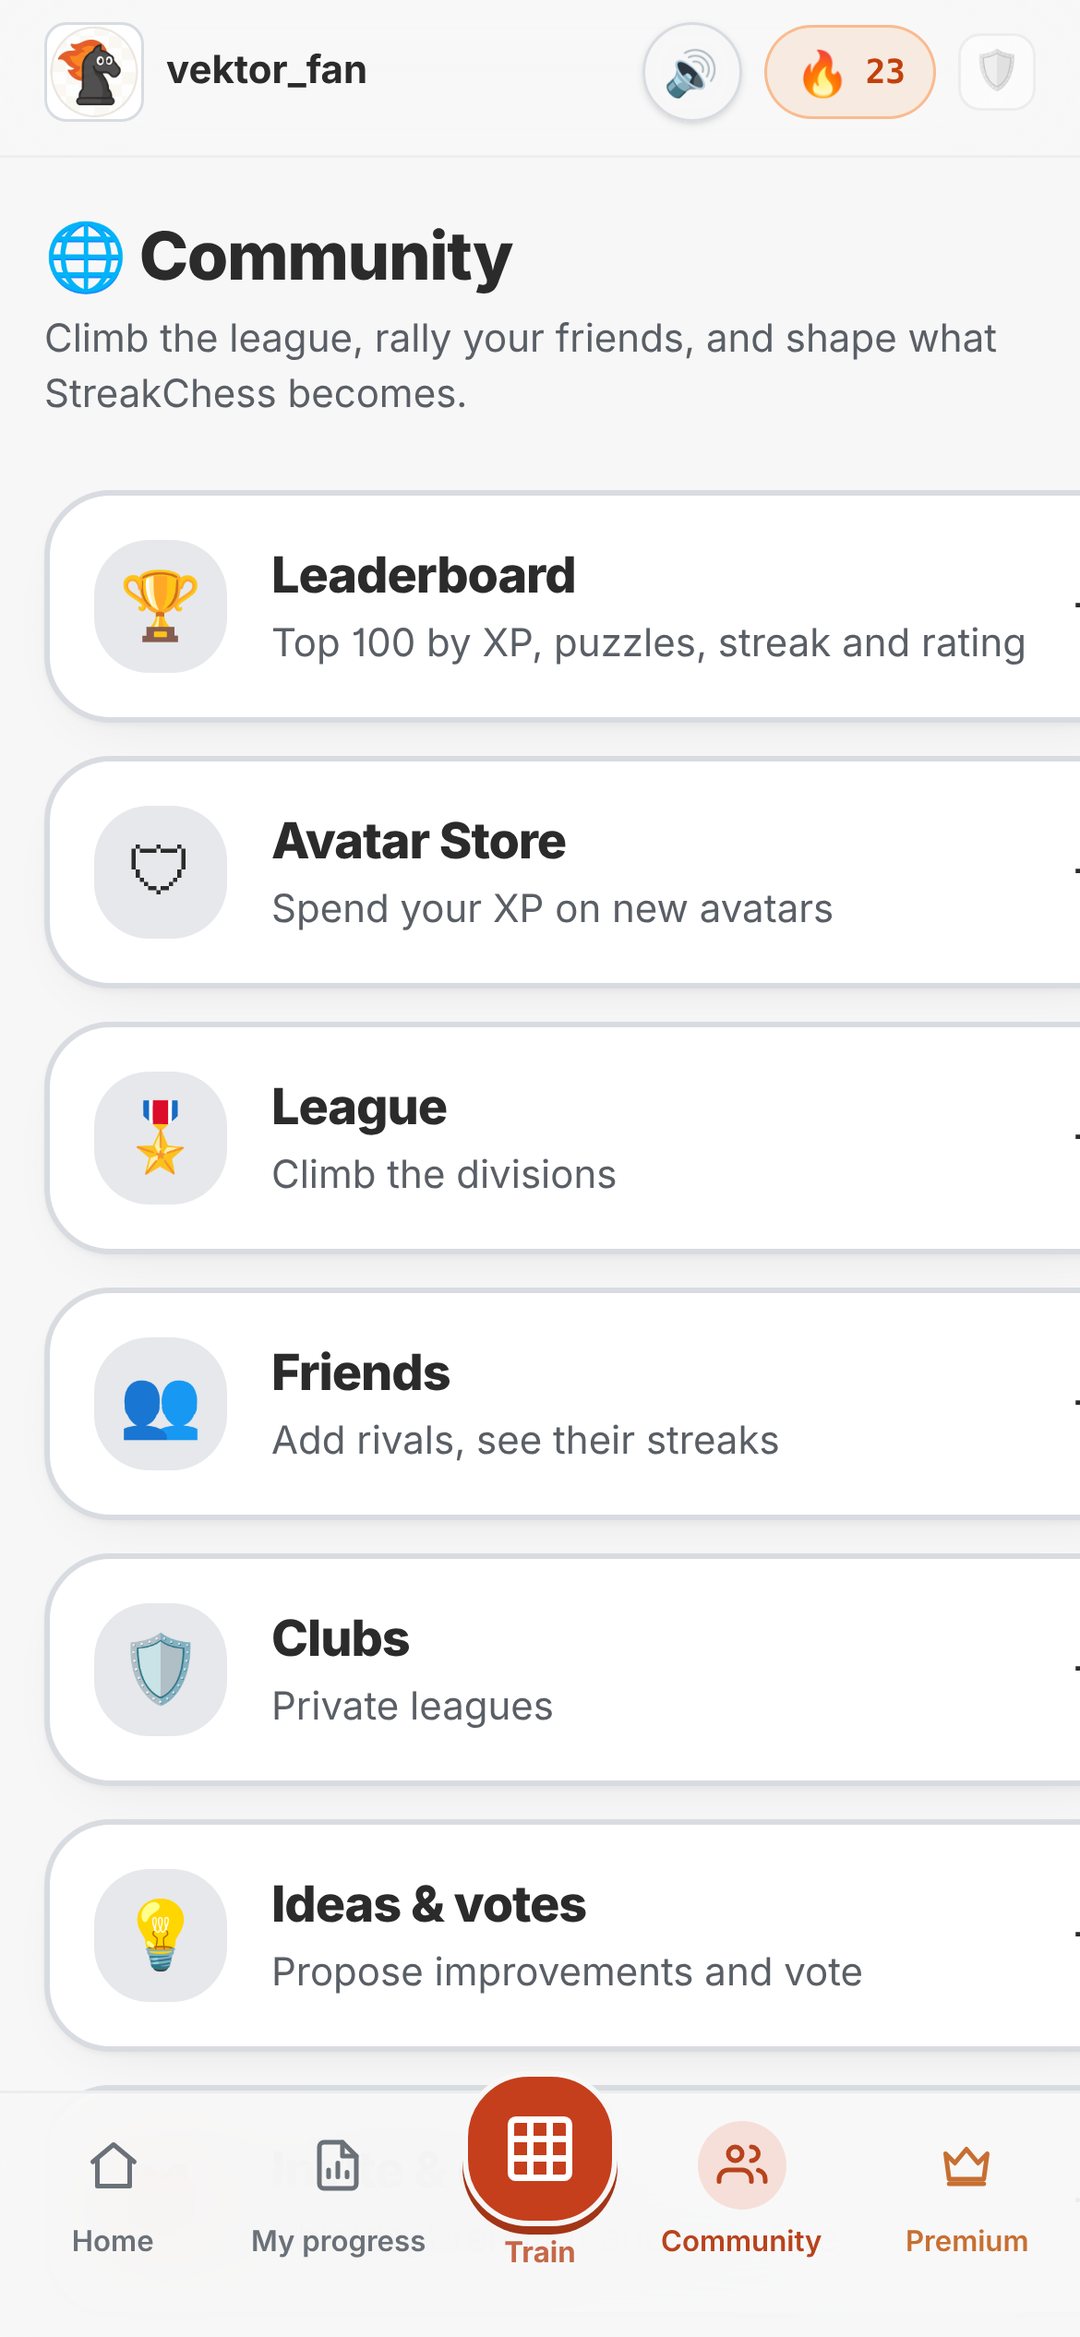 vektor_fan
23
Community
Climb the league, rally your friends, and shape what
StreakChess becomes.
Leaderboard
Top 100 by XP, puzzles, streak and rating
Avatar Store
Spend your XP on new avatars
League
Climb the divisions
Friends
Add rivals, see their streaks
Clubs
Private leagues
Ideas & votes
Propose improvements and vote
Home
My progress
Train
Community
Premium